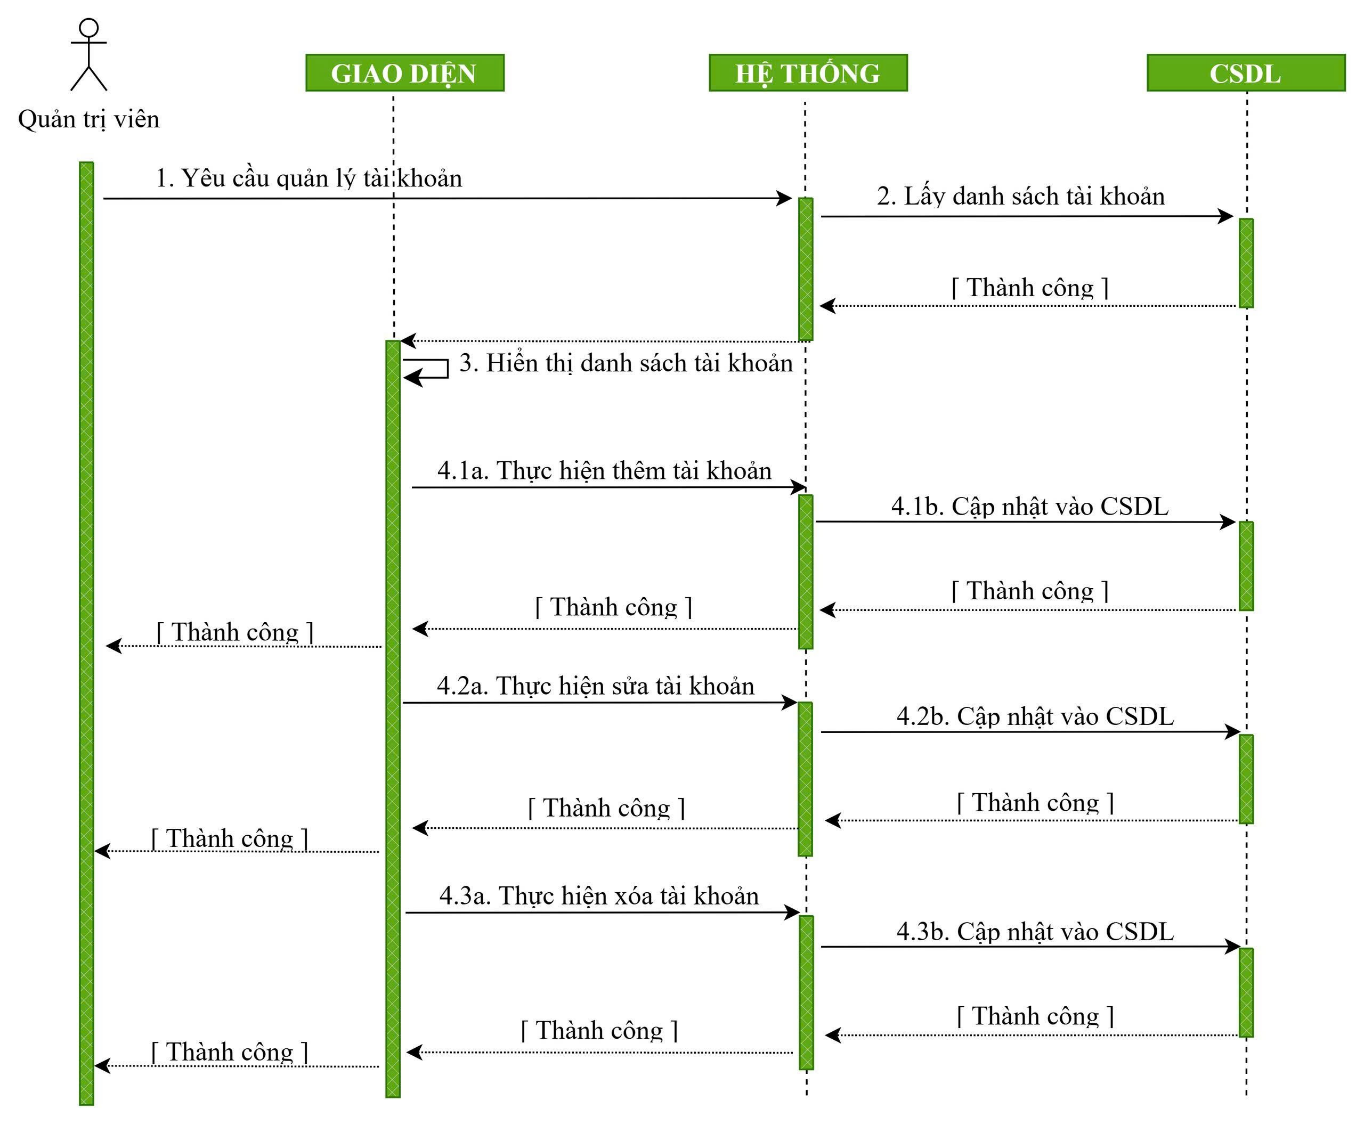 Quản trị viên
GIAO DIỆN
HỆ THỐNG
CSDL
1. Yêu cầu quản lý tài khoản
2. Lấy danh sách tài khoản
[ Thành công ]
3. Hiển thị danh sách tài khoản
4.1a. Thực hiện thêm tài khoản
4.1b. Cập nhật vào CSDL
[ Thành công ]
[ Thành công ]
[ Thành công ]
4.2a. Thực hiện sửa tài khoản
4.2b. Cập nhật vào CSDL
[ Thành công ]
[ Thành công ]
[ Thành công ]
4.3a. Thực hiện xóa tài khoản
4.3b. Cập nhật vào CSDL
[ Thành công ]
[ Thành công ]
[ Thành công ]